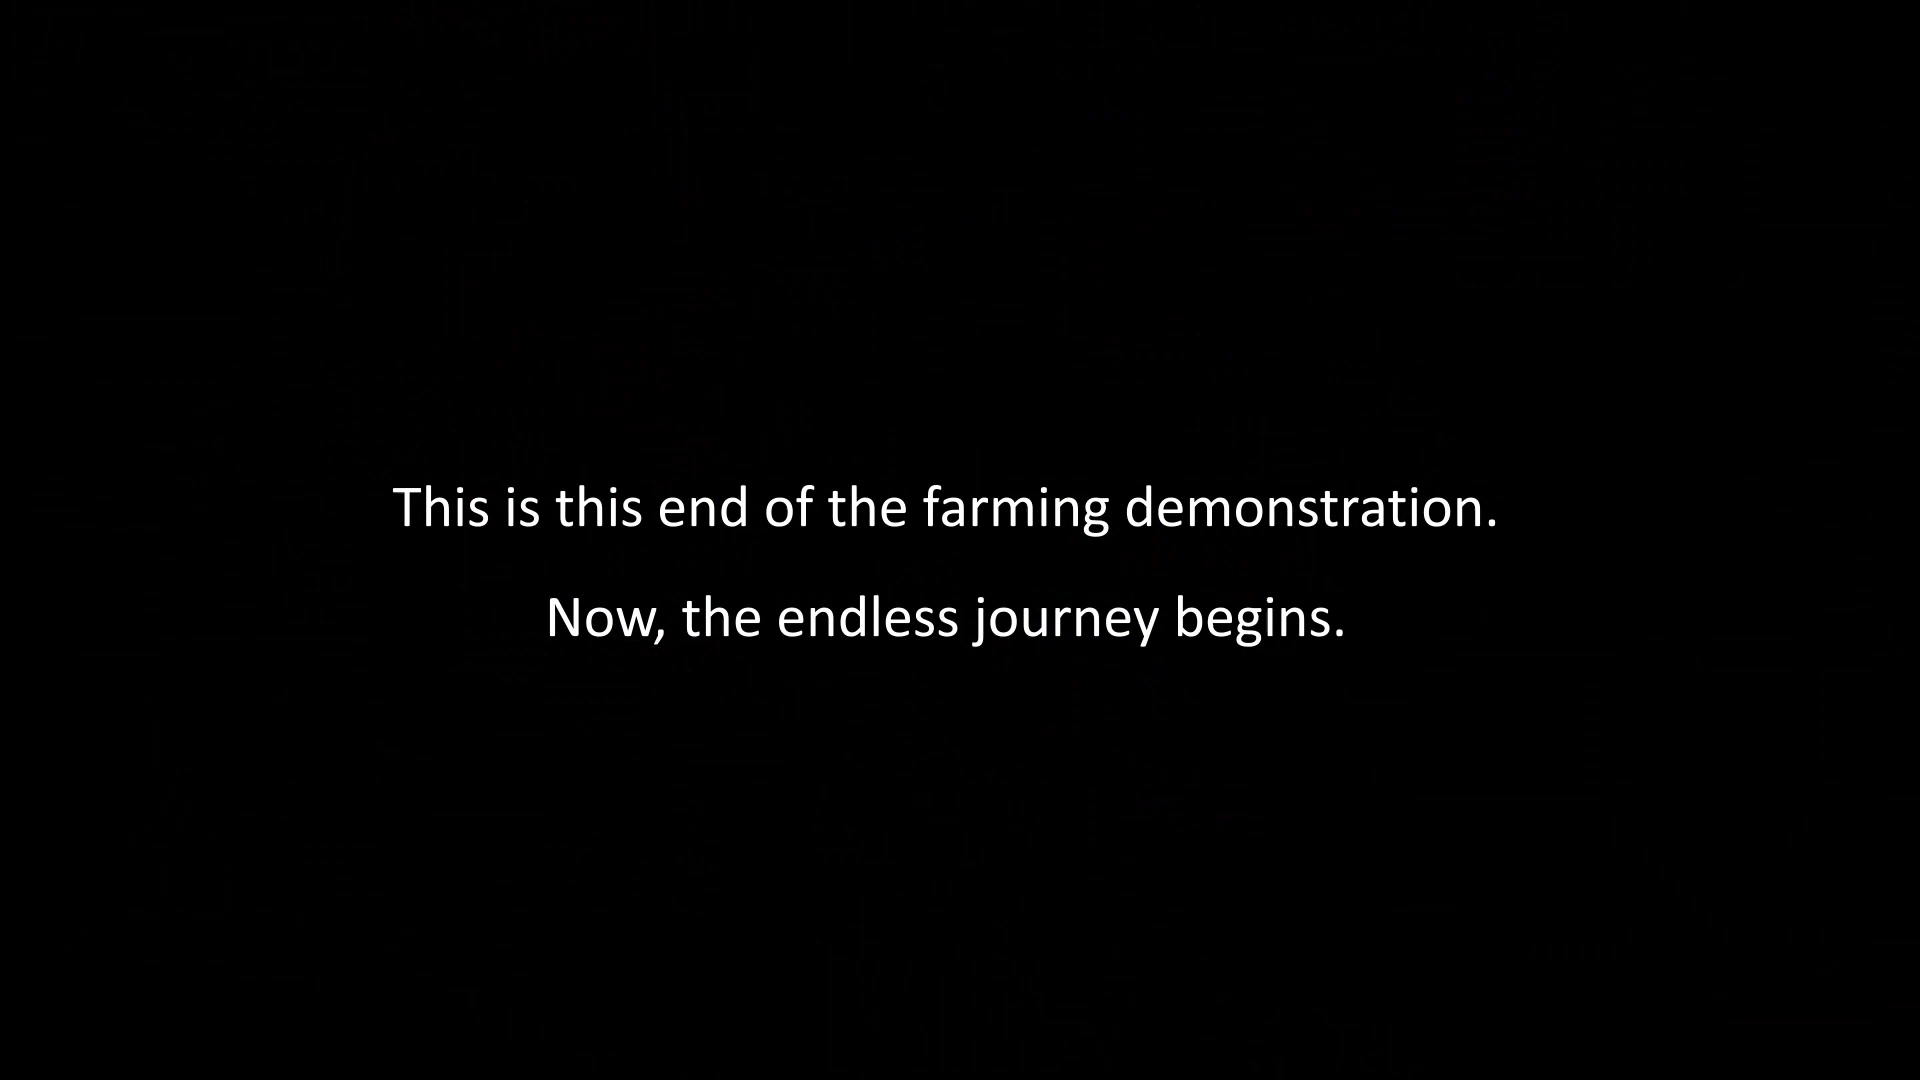 This is this end of the farming demonstration.
Now, the endless journey begins.